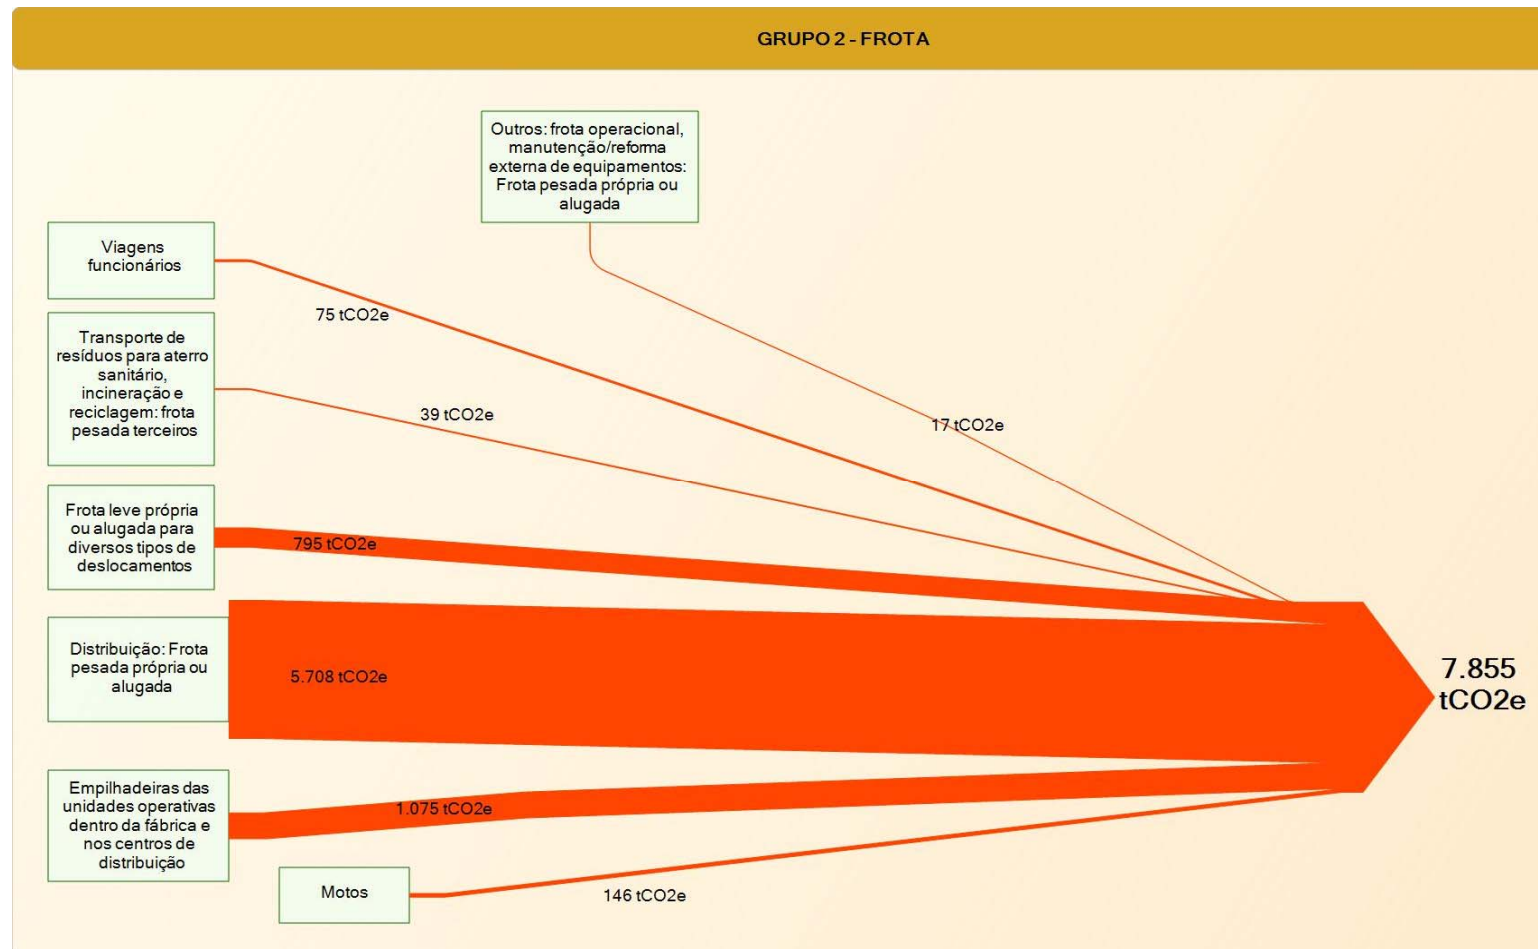 GRUPO 2 - FROTA
Outros: frota operacional,
manutenção/reforma
externa de equipamentos:
Frota pesada própria ou
alugada
Viagens
funcionários
75 tCO2e
Transporte de
resíduos para aterro
sanitário,
incineração e
reciclagem: frota
pesada terceiros
39 tCO2e
17 tCO2e
Frota leve própria
ou alugada para
diversos tipos de
deslocamentos
795 tCO2e
Distribuição: Frota
pesada própria ou
alugada
5.708 tCO2e
7.855
tCO2e
Empilhadeiras das
unidades operativas
dentro da fábrica e
nos centros de
distribuição
1.075 tCO2e
Motos
146 tCO2e